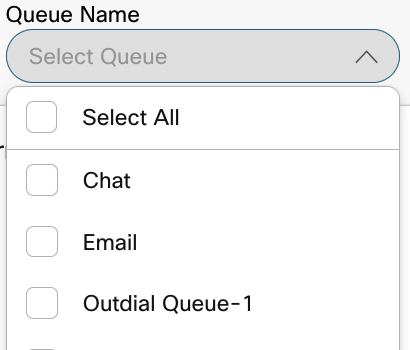 Queue Name
Select Queue
Select All
Chat
Email
Outdial Queue-1